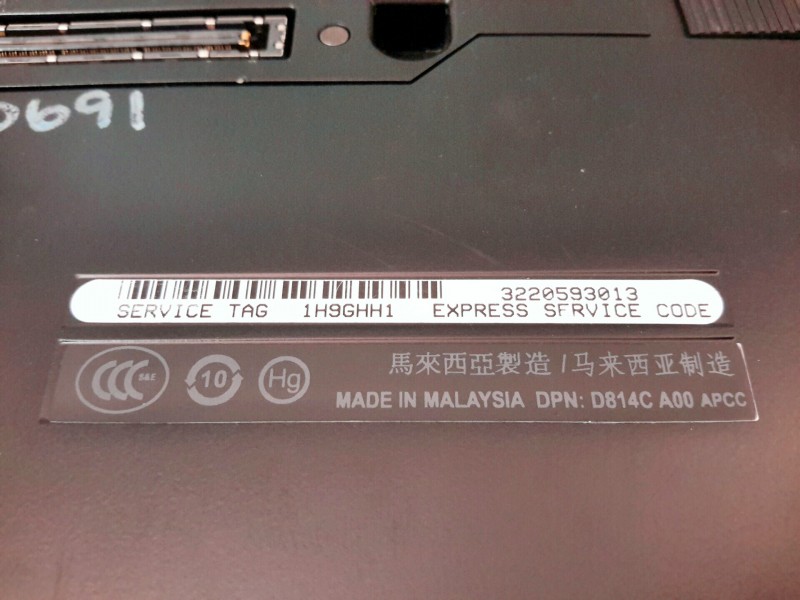 0691
3220593013
SERVICE TAG 1H9GHH1 EXPRESS SERVICE CODE
CCC S&E 10 Hg
馬來西亞製造 / 马来西亚制造
MADE IN MALAYSIA DPN: D814C A00 APCC